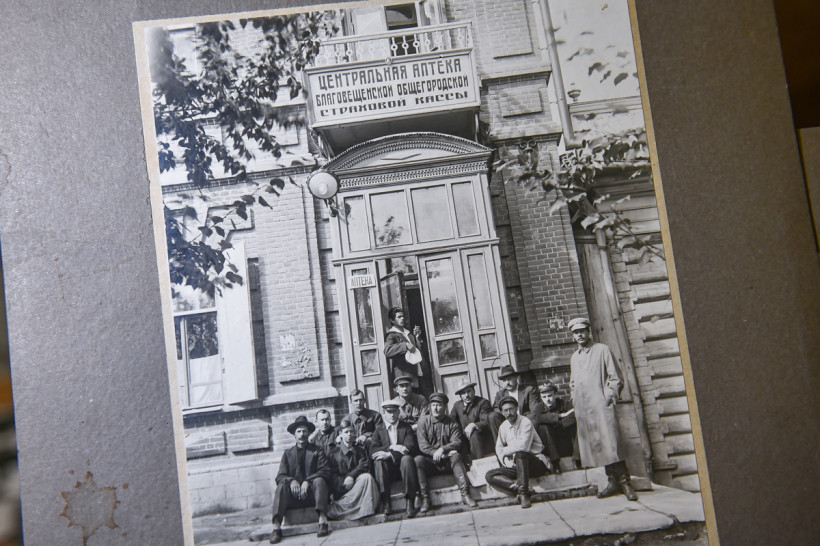 ЦЕНТРАЛЬНАЯ АПТЕКА
БЛАГОВЕЩЕНСКОЙ ОБЩЕГОРОДСКОЙ
СТРАХОВОЙ КАССЫ
АПТЕКА